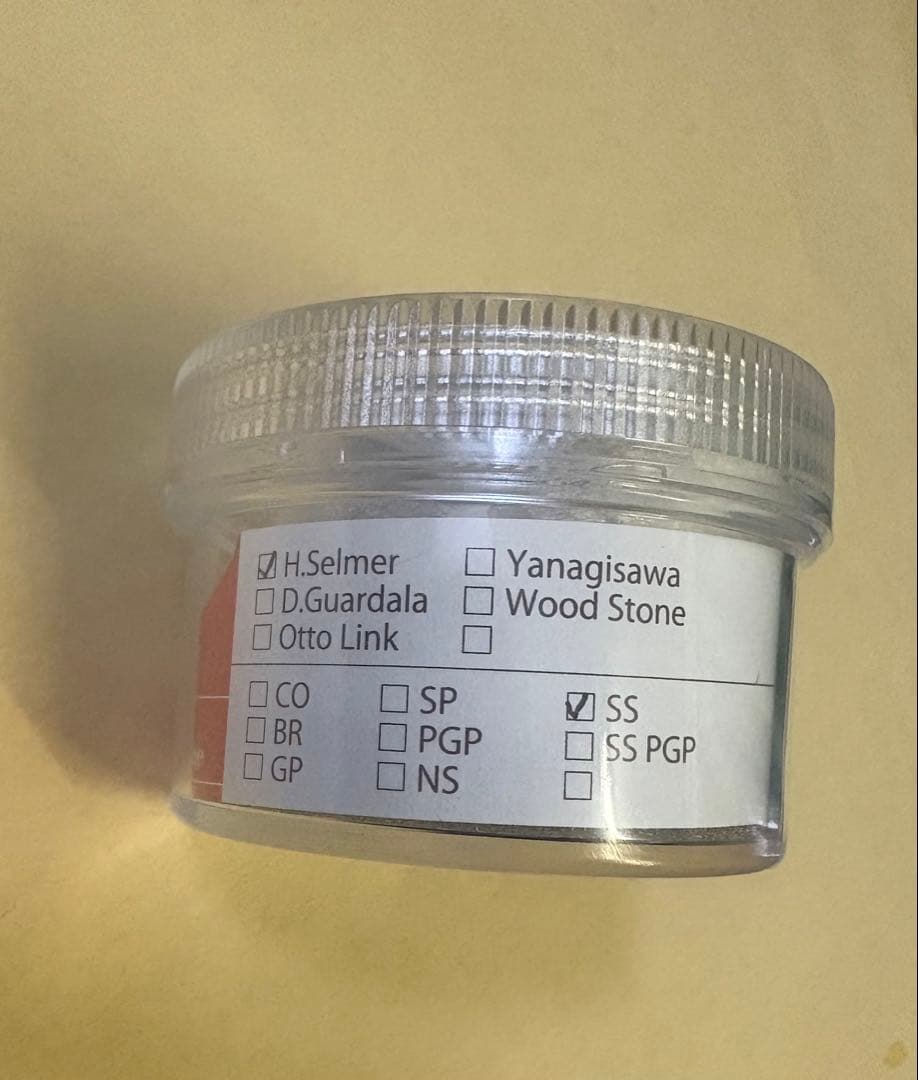 ☑ H.Selmer ☐ Yanagisawa
☐ D.Guardala ☐ Wood Stone
☐ Otto Link ☐
☐ CO ☐ SP ☑ SS
☐ BR ☐ PGP ☐ SS PGP
☐ GP ☐ NS ☐